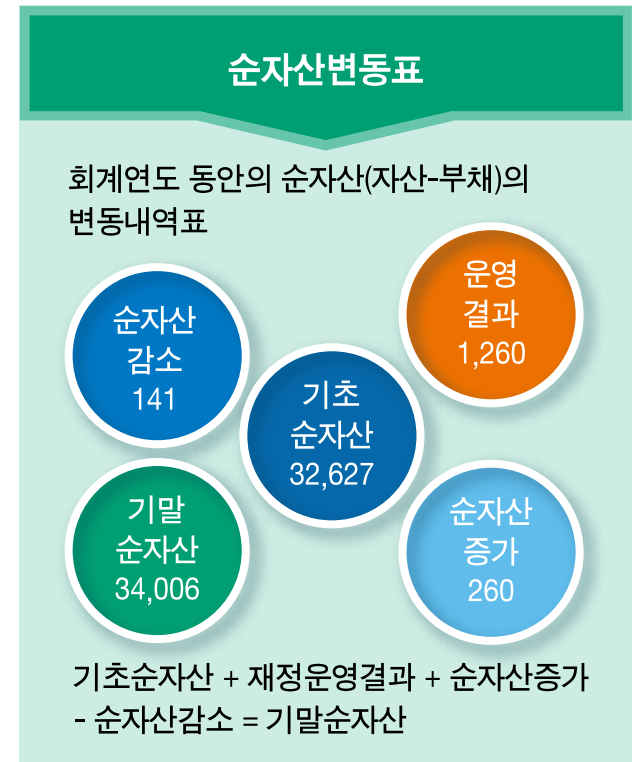 순자산변동표
회계연도 동안의 순자산(자산-부채)의
변동내역표
순자산
감소
141
운영
결과
1,260
기초
순자산
32,627
기말
순자산
34,006
순자산
증가
260
기초순자산 + 재정운영결과 + 순자산증가
- 순자산감소 = 기말순자산